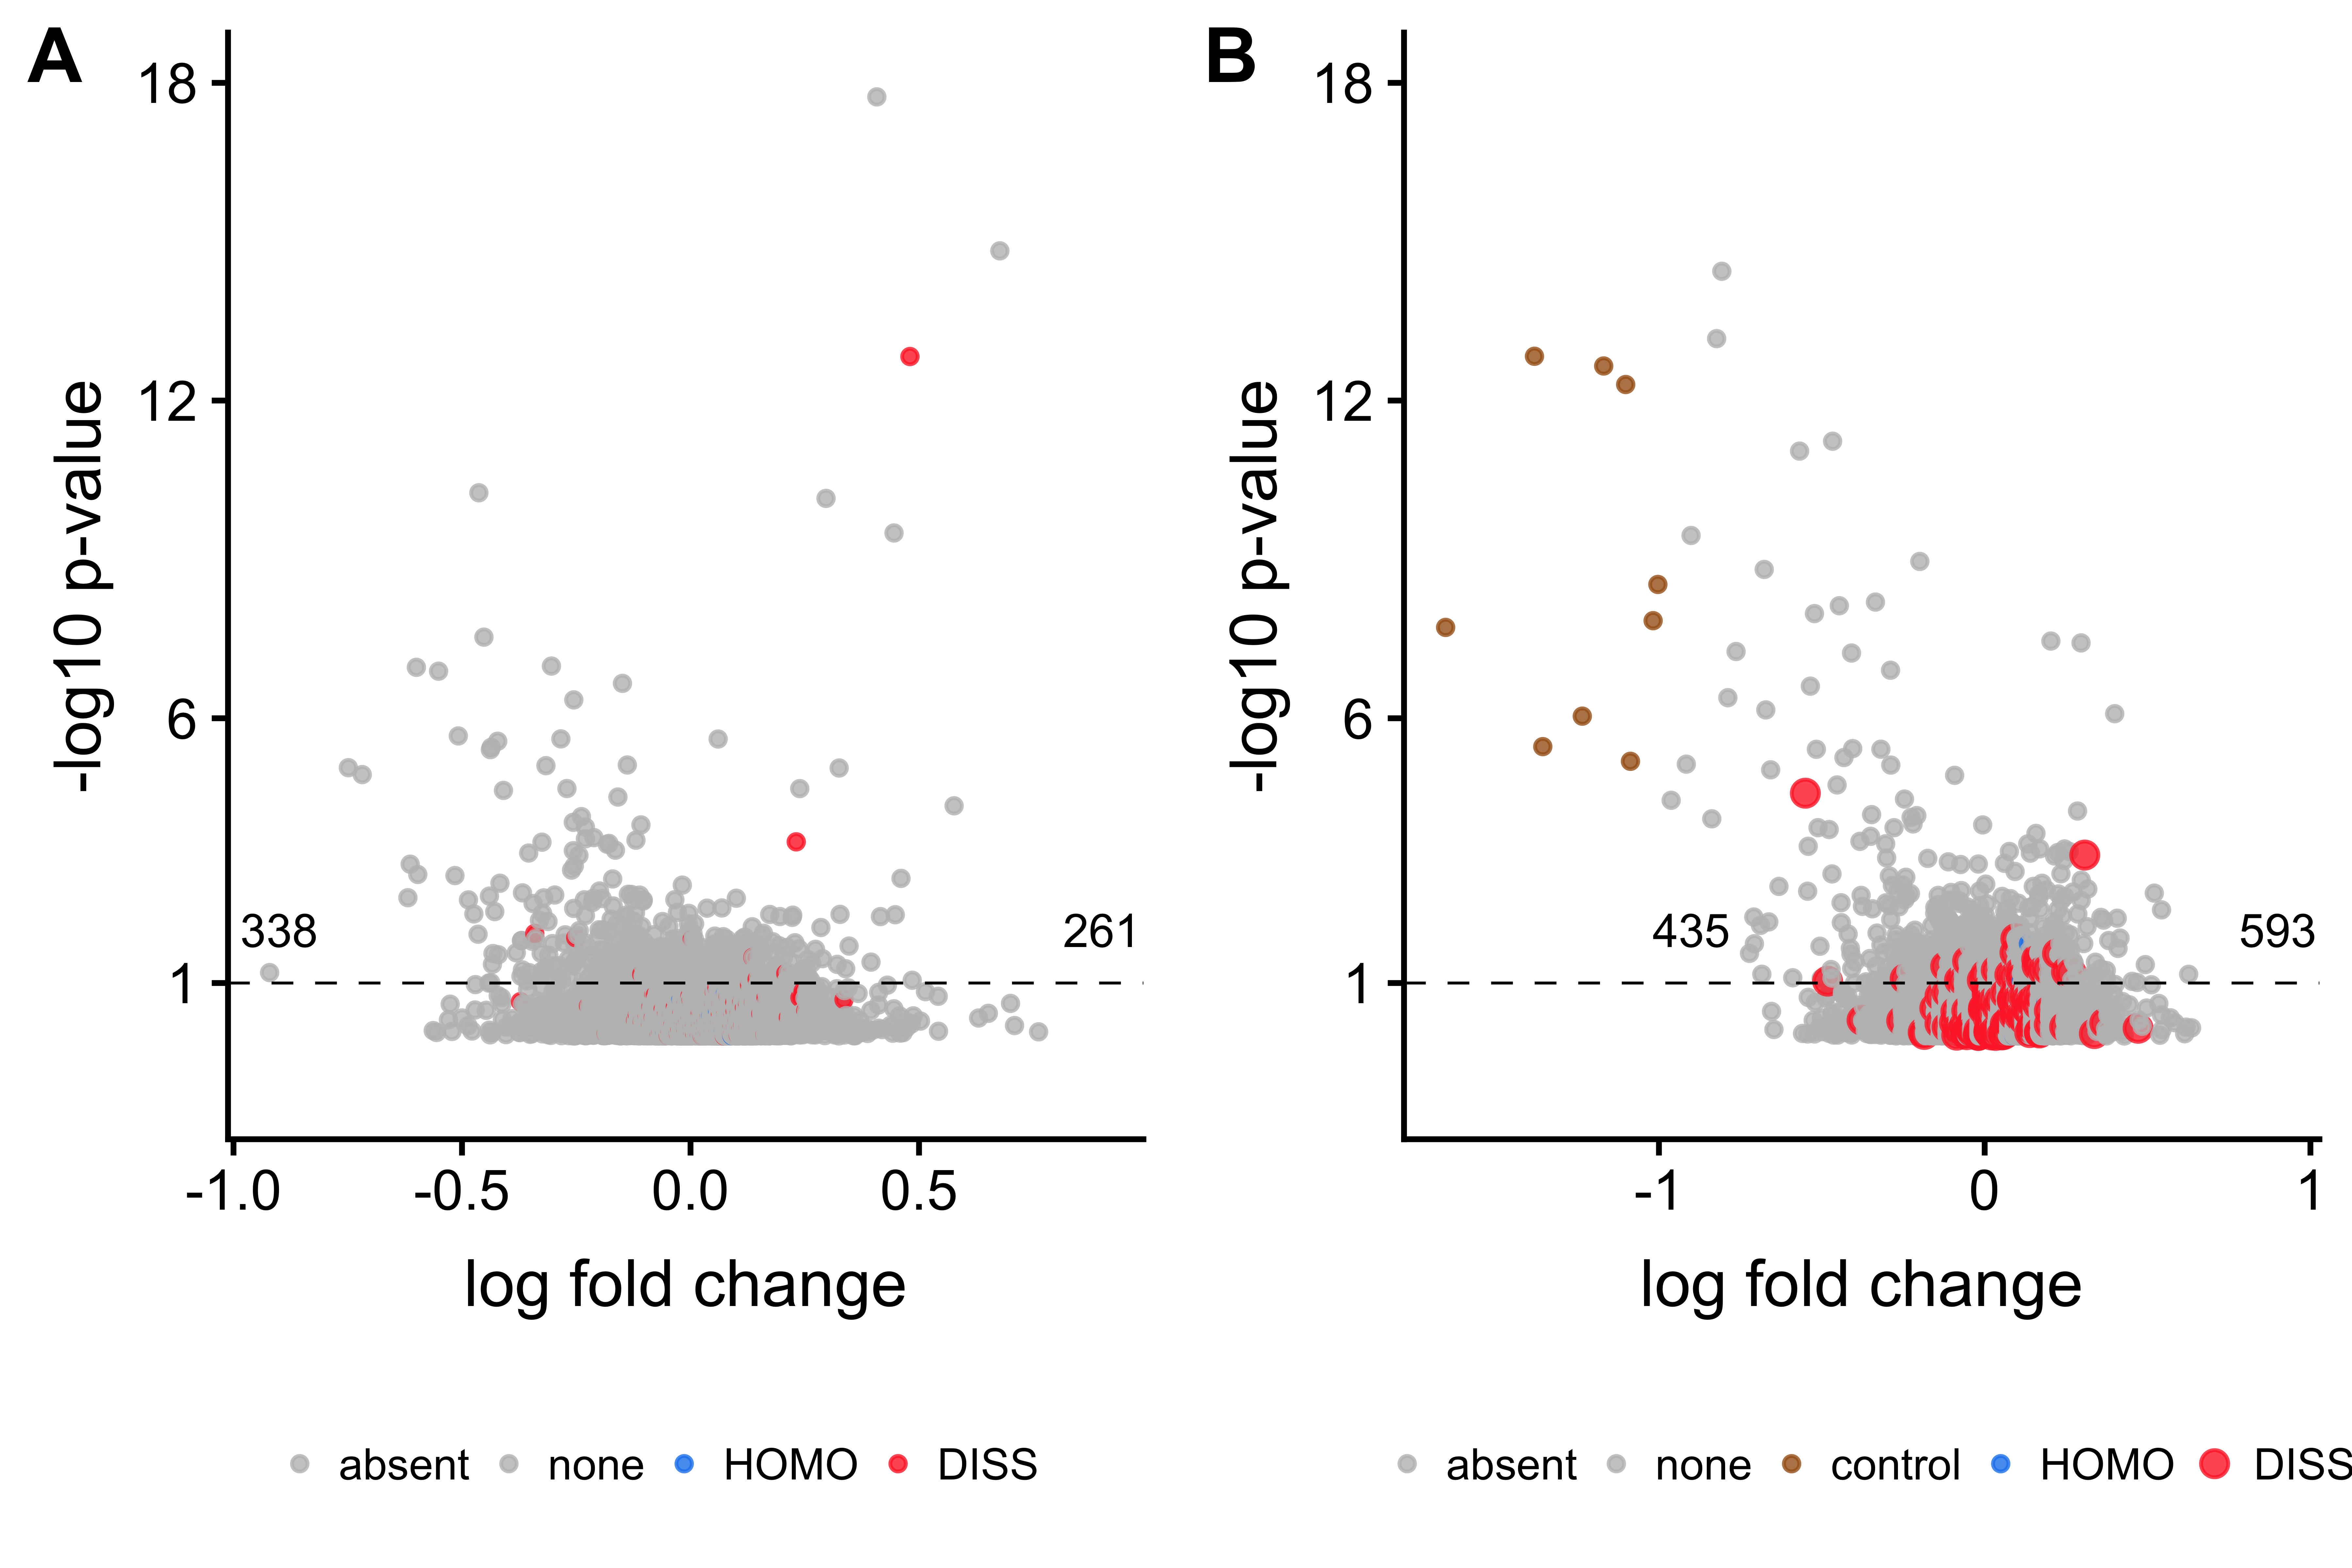 A
18
12
6
1
-log10 p-value
338
261
-1.0
-0.5
0.0
0.5
log fold change
absent
none
HOMO
DISS
B
18
12
6
1
-log10 p-value
435
593
-1
0
1
log fold change
absent
none
control
HOMO
DISS